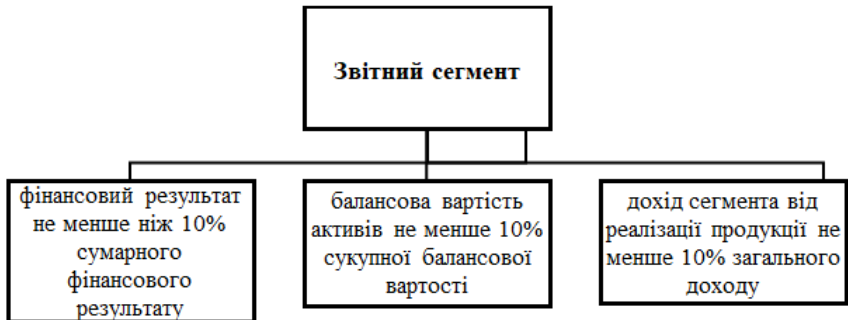 Звітний сегмент
фінансовий результат
не менше ніж 10%
сумарного
фінансового
результату
балансова вартість
активів не менше 10%
сукупної балансової
вартості
дохід сегмента від
реалізації продукції не
менше 10% загального
доходу